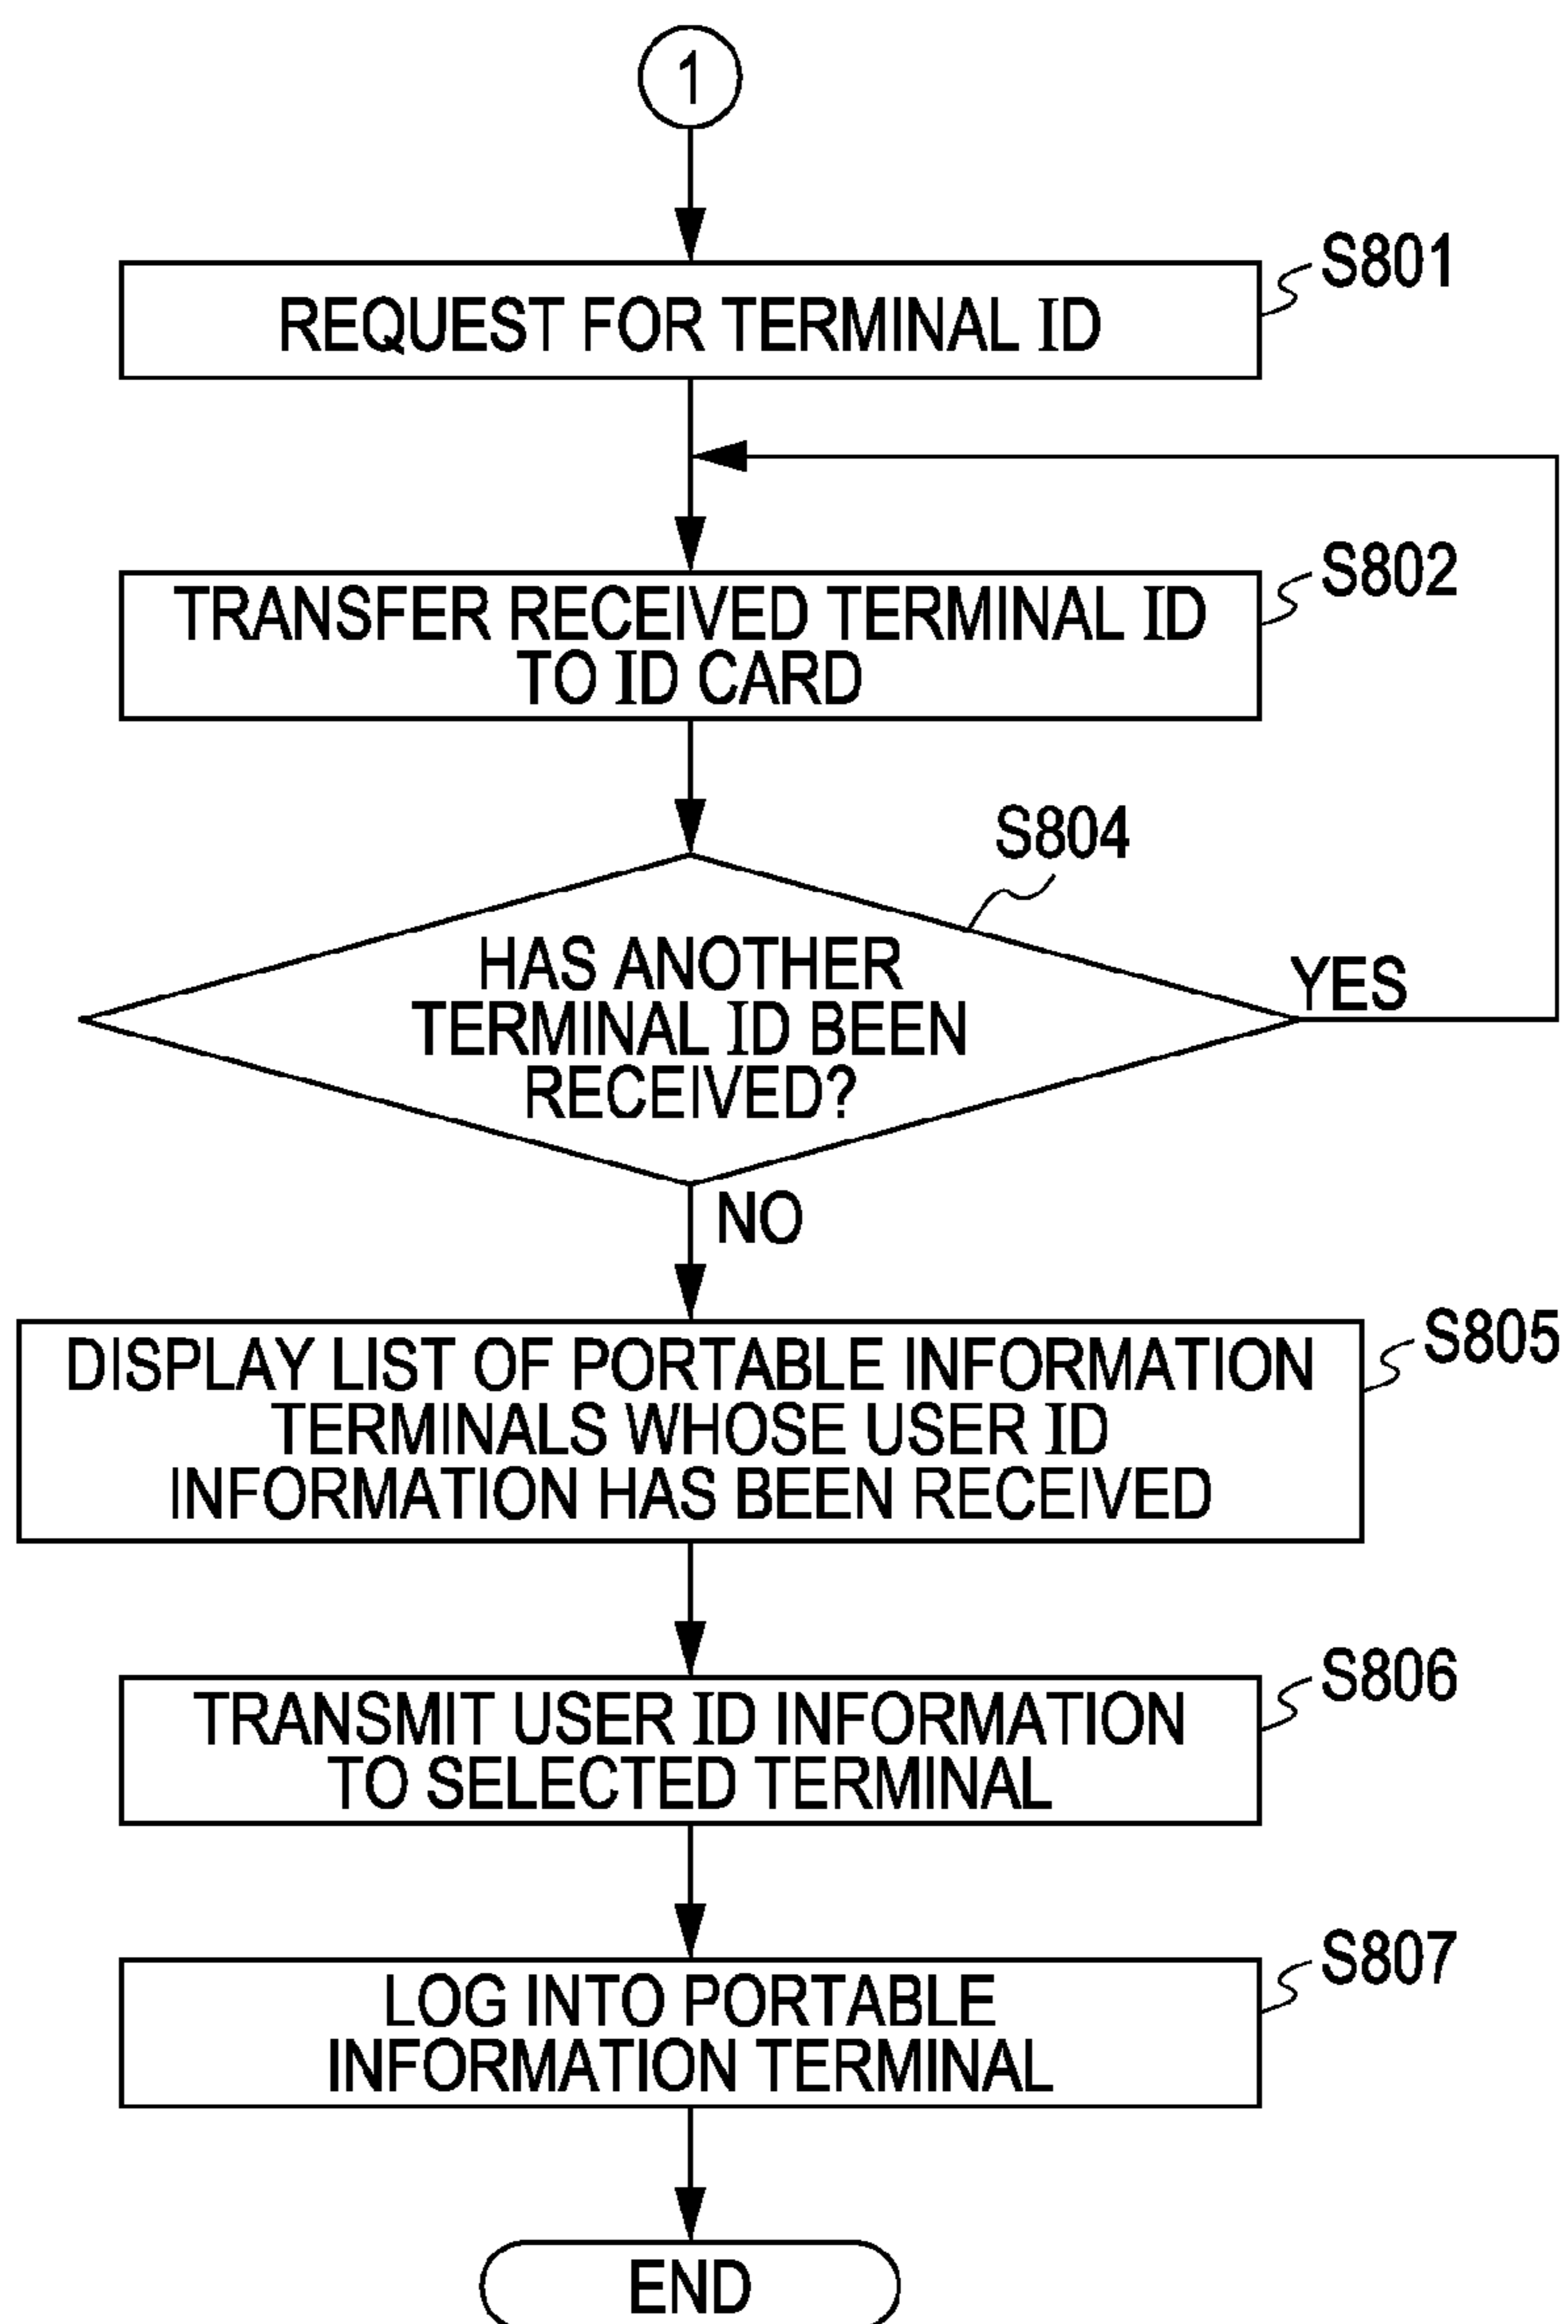 1
REQUEST FOR TERMINAL ID
S801
TRANSFER RECEIVED TERMINAL ID
TO ID CARD
S802
HAS ANOTHER
TERMINAL ID BEEN
RECEIVED?
S804
YES
NO
DISPLAY LIST OF PORTABLE INFORMATION
TERMINALS WHOSE USER ID
INFORMATION HAS BEEN RECEIVED
S805
TRANSMIT USER ID INFORMATION
TO SELECTED TERMINAL
S806
LOG INTO PORTABLE
INFORMATION TERMINAL
S807
END